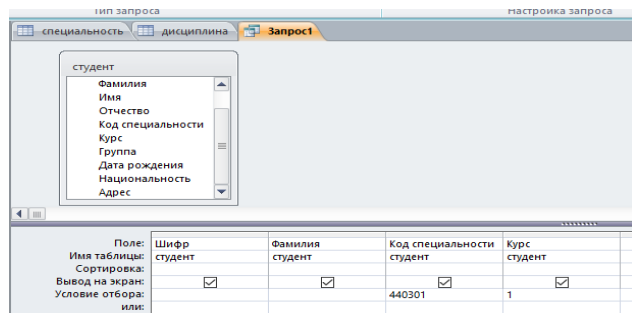 Тип запроса Настройка запроса
специальность дисциплина Запрос1
студент
Фамилия
Имя
Отчество
Код специальности
Курс
Группа
Дата рождения
Национальность
Адрес
Поле: Шифр Фамилия Код специальности Курс
Имя таблицы: студент студент студент студент
Сортировка:
Вывод на экран:
Условие отбора: 440301 1
или: